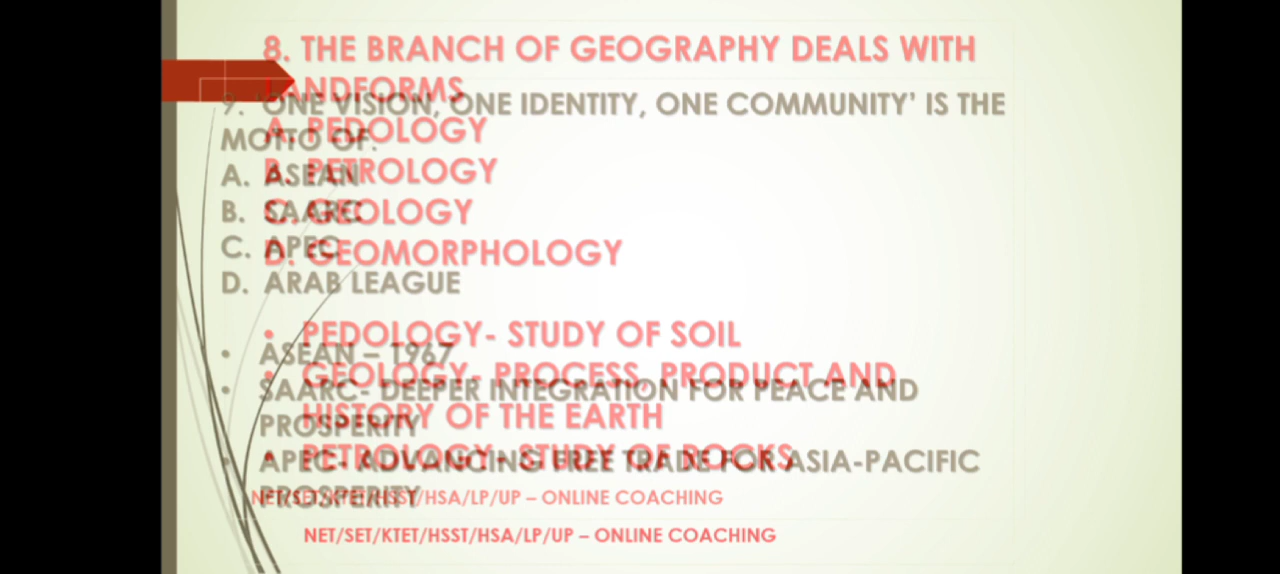 8. THE BRANCH OF GEOGRAPHY DEALS WITH
LANDFORMS
A. PEDOLOGY
B. PETROLOGY
C. GEOLOGY
D. GEOMORPHOLOGY
• PEDOLOGY- STUDY OF SOIL
• GEOLOGY- PROCESS, PRODUCT AND
HISTORY OF THE EARTH
• PETROLOGY- STUDY OF ROCKS
NET/SET/KTET/HSST/HSA/LP/UP – ONLINE COACHING
9. ‘ONE VISION, ONE IDENTITY, ONE COMMUNITY’ IS THE
MOTTO OF:
A. ASEAN
B. SAARC
C. APEC
D. ARAB LEAGUE
• ASEAN – 1967
• SAARC- DEEPER INTEGRATION FOR PEACE AND
PROSPERITY
• APEC- ADVANCING FREE TRADE FOR ASIA-PACIFIC
PROSPERITY
NET/SET/KTET/HSST/HSA/LP/UP – ONLINE COACHING